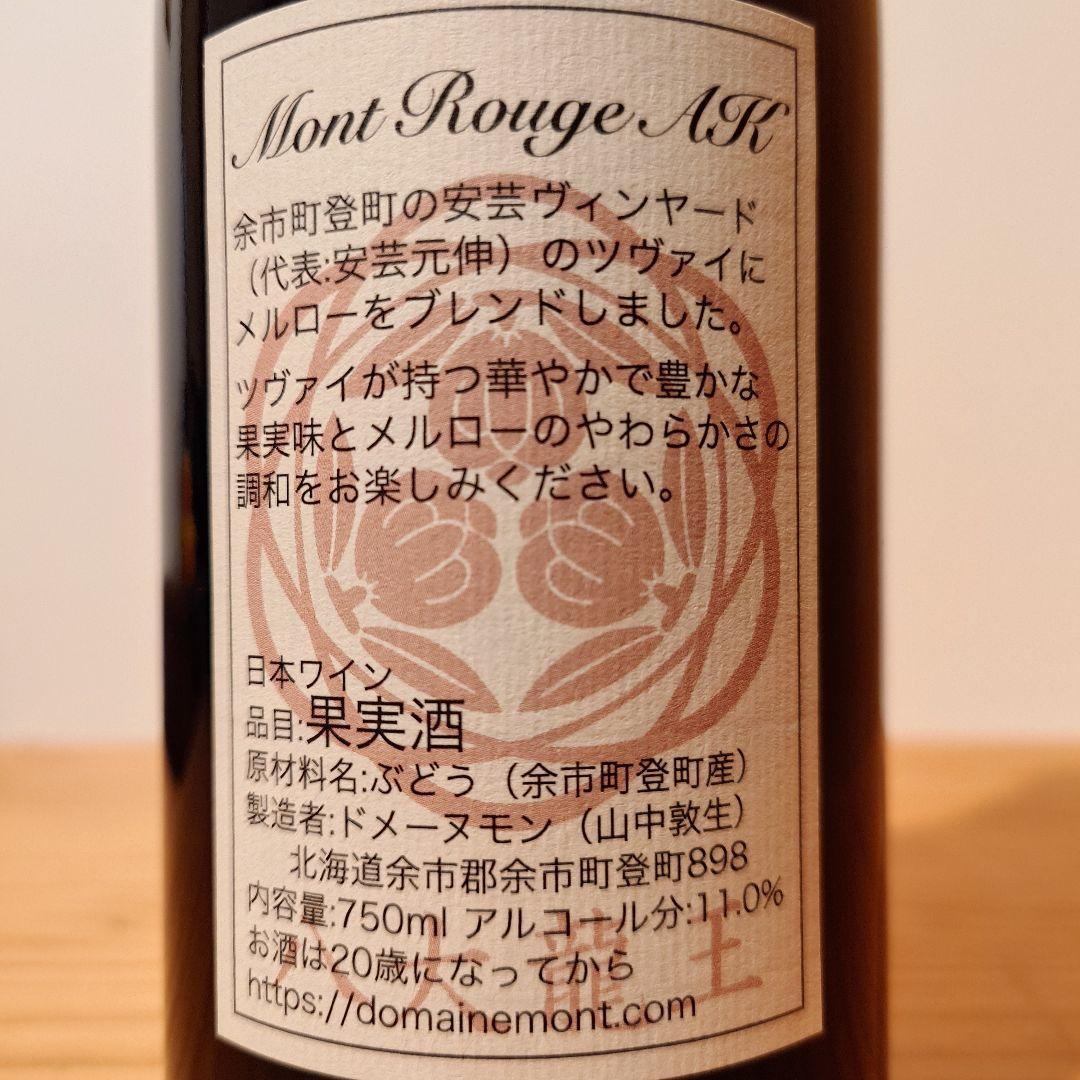 Mont Rouge AK
余市町登町の安芸ヴィンヤード
（代表:安芸元伸）のツヴァイに
メルローをブレンドしました。
ツヴァイが持つ華やかで豊かな
果実味とメルローのやわらかさの
調和をお楽しみください。
日本ワイン
品目:果実酒
原材料名:ぶどう（余市町登町産）
製造者:ドメーヌモン（山中敦生）
北海道余市郡余市町登町898
内容量:750ml アルコール分:11.0%
お酒は20歳になってから
https://domainemont.com
八大龍王